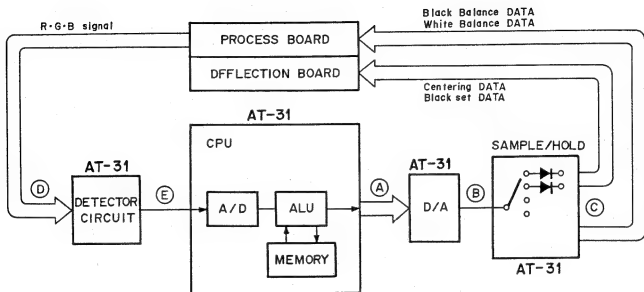 R·G·B signal
Black Balance DATA
White Balance DATA
PROCESS BOARD
DFFLECTION BOARD
Centering DATA
Black set DATA
AT-31
CPU
SAMPLE/HOLD
AT-31
AT-31
D
E
A
B
C
DETECTOR
CIRCUIT
A/D
ALU
D/A
MEMORY
AT-31